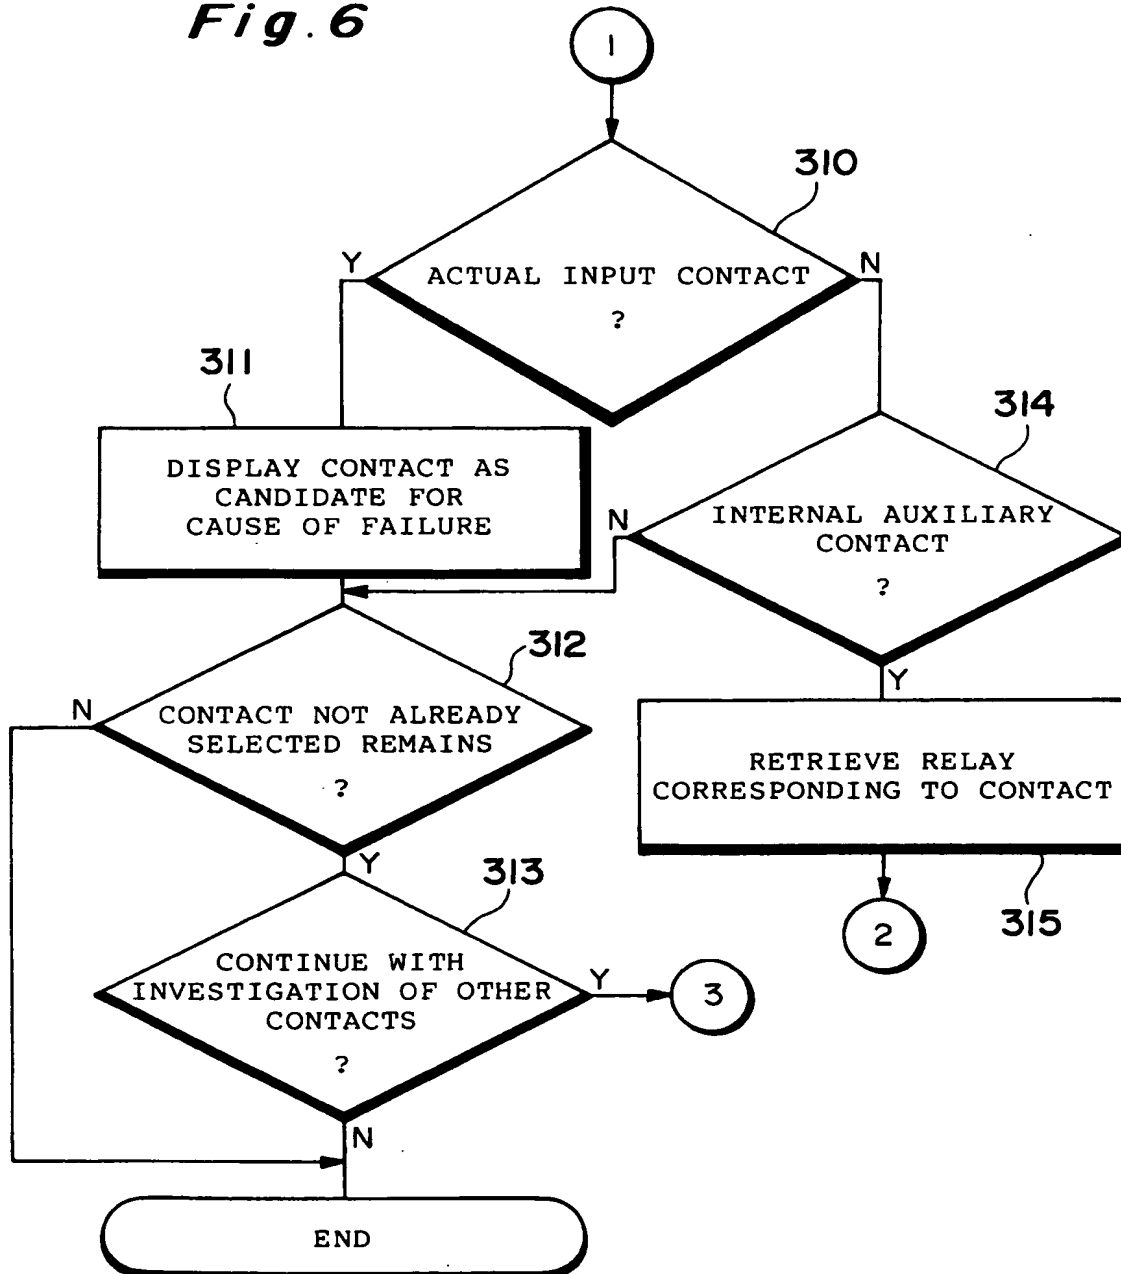 Fig. 6
1
310
Y
N
ACTUAL INPUT CONTACT
?
311
314
DISPLAY CONTACT AS
CANDIDATE FOR
CAUSE OF FAILURE
N
INTERNAL AUXILIARY
CONTACT
?
312
Y
N
CONTACT NOT ALREADY
SELECTED REMAINS
?
RETRIEVE RELAY
CORRESPONDING TO CONTACT
Y
313
315
2
CONTINUE WITH
INVESTIGATION OF OTHER
CONTACTS
?
Y
3
N
END